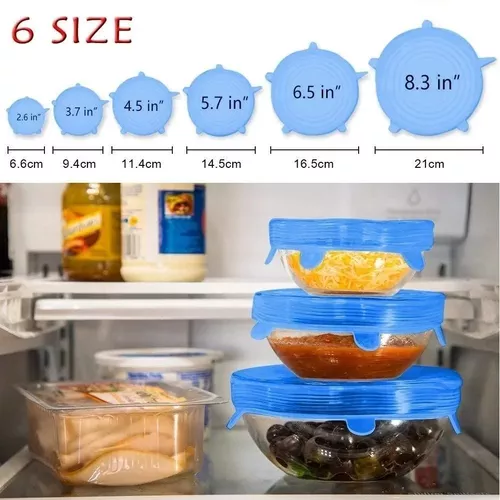 6 SIZE
2.6 in”
3.7 in”
4.5 in”
5.7 in”
6.5 in”
8.3 in”
6.6cm
9.4cm
11.4cm
14.5cm
16.5cm
21cm